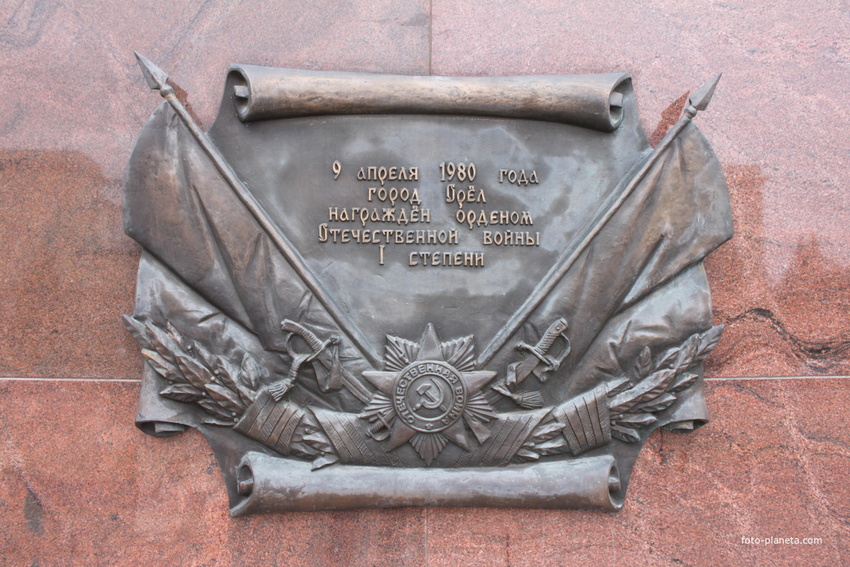 9 апреля 1980 года
город Орёл
награждён орденом
Отечественной войны
I степени
ОТЕЧЕСТВЕННАЯ ВОЙНА
foto-planeta.com